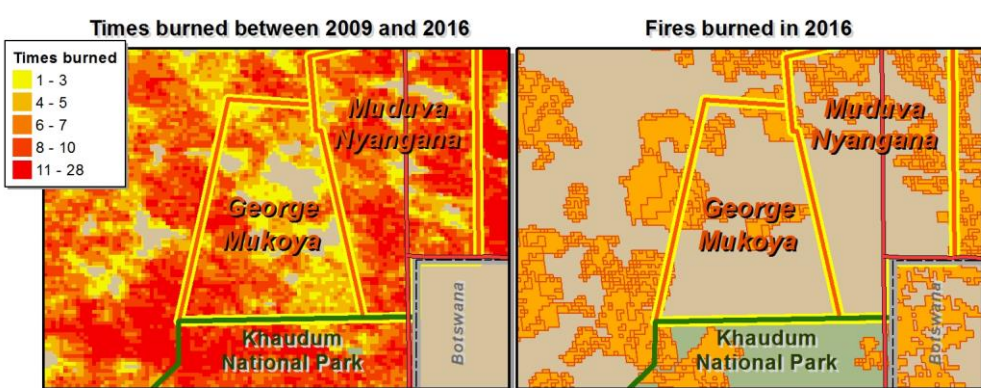 Times burned between 2009 and 2016
Times burned
1 - 3
4 - 5
6 - 7
8 - 10
11 - 28
Muduva
Nyangana
George
Mukoya
Khaudum
National Park
Botswana
Fires burned in 2016
Muduva
Nyangana
George
Mukoya
Khaudum
National Park
Botswana